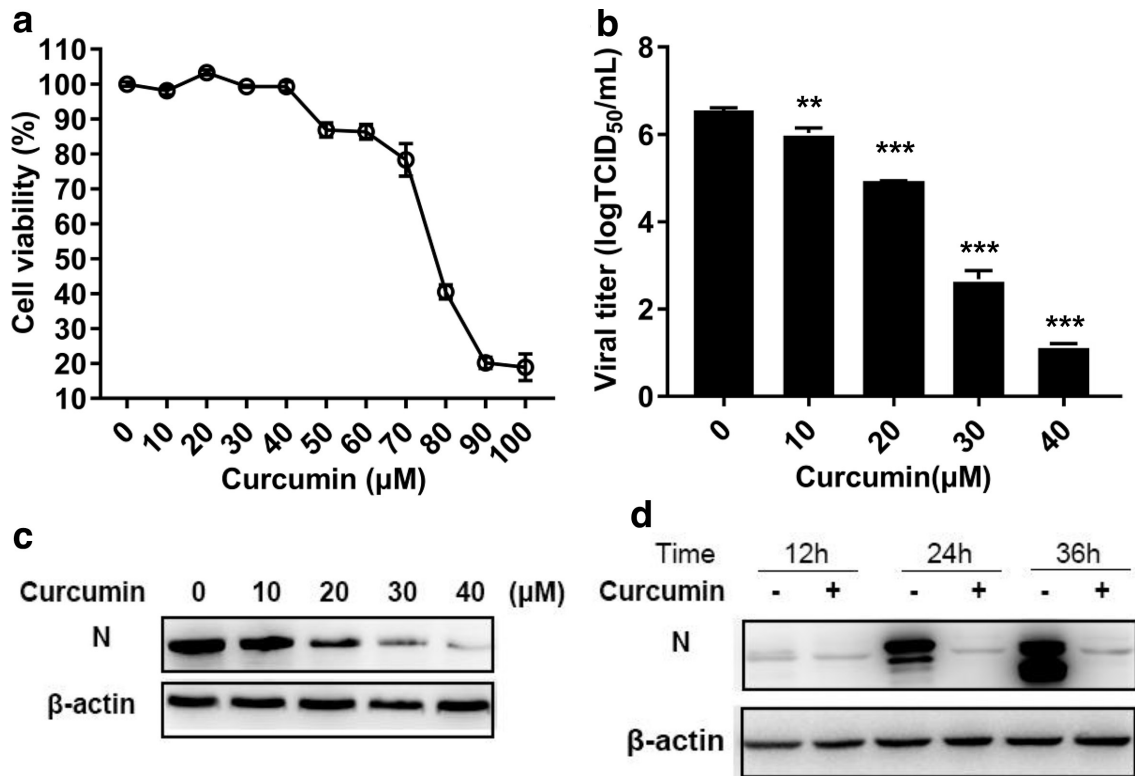 a
110
100
90
80
70
60
50
40
30
20
10
Cell viability (%)
0 10 20 30 40 50 60 70 80 90 100
Curcumin (µM)
b
8
6
4
2
0
Viral titer (logTCID50/mL)
**
***
***
***
0 10 20 30 40
Curcumin(µM)
c
Curcumin 0 10 20 30 40 (µM)
N
β-actin
d
Time 12h 24h 36h
Curcumin - + - + - +
N
β-actin